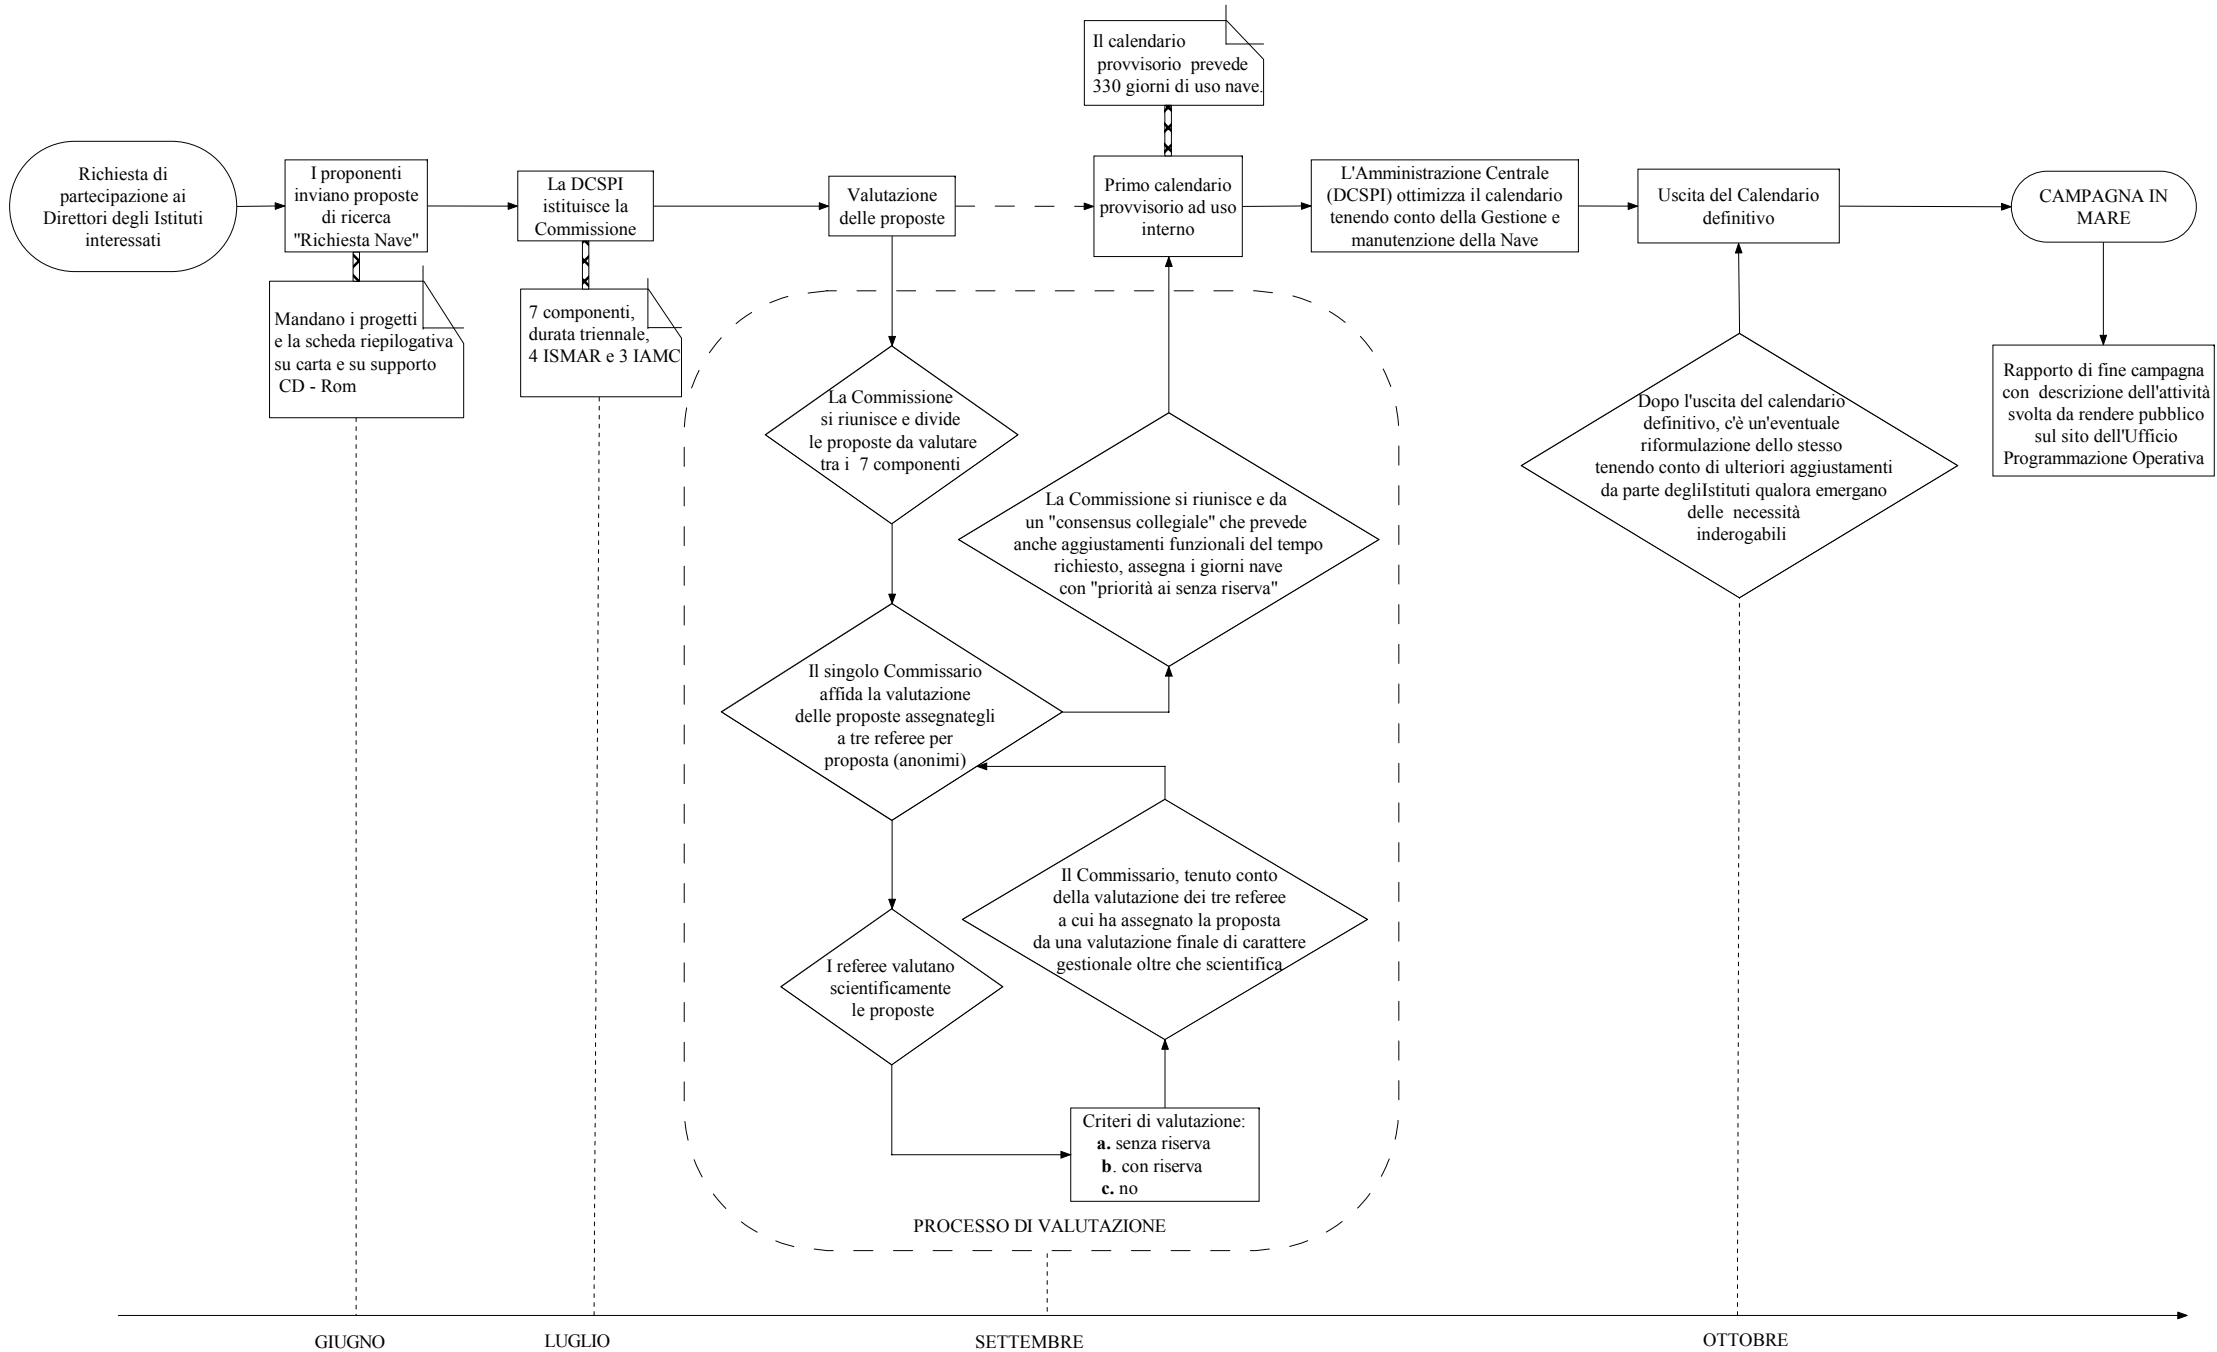 Il calendario
provvisorio prevede
330 giorni di uso nave.
Richiesta di
partecipazione ai
Direttori degli Istituti
interessati
I proponenti
inviano proposte
di ricerca
"Richiesta Nave"
La DCSPI
istituisce la
Commissione
Valutazione
delle proposte
Primo calendario
provvisorio ad uso
interno
L'Amministrazione Centrale
(DCSPI) ottimizza il calendario
tenendo conto della Gestione e
manutenzione della Nave
Uscita del Calendario
definitivo
CAMPAGNA IN
MARE
Mandano i progetti
e la scheda riepilogativa
su carta e su supporto
CD - Rom
7 componenti,
durata triennale,
4 ISMAR e 3 IAMC
La Commissione
si riunisce e divide
le proposte da valutare
tra i 7 componenti
La Commissione si riunisce e da
un "consensus collegiale" che prevede
anche aggiustamenti funzionali del tempo
richiesto, assegna i giorni nave
con "priorità ai senza riserva"
Dopo l'uscita del calendario
definitivo, c'è un'eventuale
riformulazione dello stesso
tenendo conto di ulteriori aggiustamenti
da parte degliIstituti qualora emergano
delle necessità
inderogabili
Rapporto di fine campagna
con descrizione dell'attività
svolta da rendere pubblico
sul sito dell'Ufficio
Programmazione Operativa
Il singolo Commissario
affida la valutazione
delle proposte assegnategli
a tre referee per
proposta (anonimi)
Il Commissario, tenuto conto
della valutazione dei tre referee
a cui ha assegnato la proposta
da una valutazione finale di carattere
gestionale oltre che scientifica
I referee valutano
scientificamente
le proposte
Criteri di valutazione:
a. senza riserva
b. con riserva
c. no
PROCESSO DI VALUTAZIONE
GIUGNO
LUGLIO
SETTEMBRE
OTTOBRE